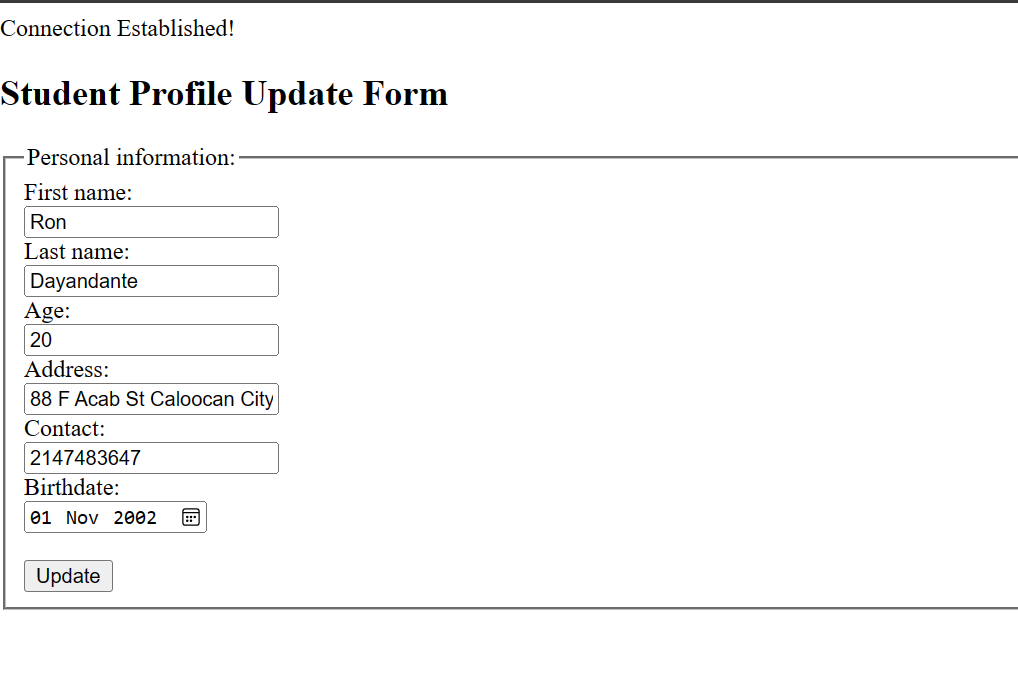 Connection Established!
Student Profile Update Form
Personal information:
First name:
Ron
Last name:
Dayandante
Age:
20
Address:
88 F Acab St Caloocan City
Contact:
2147483647
Birthdate:
01 Nov 2002
Update